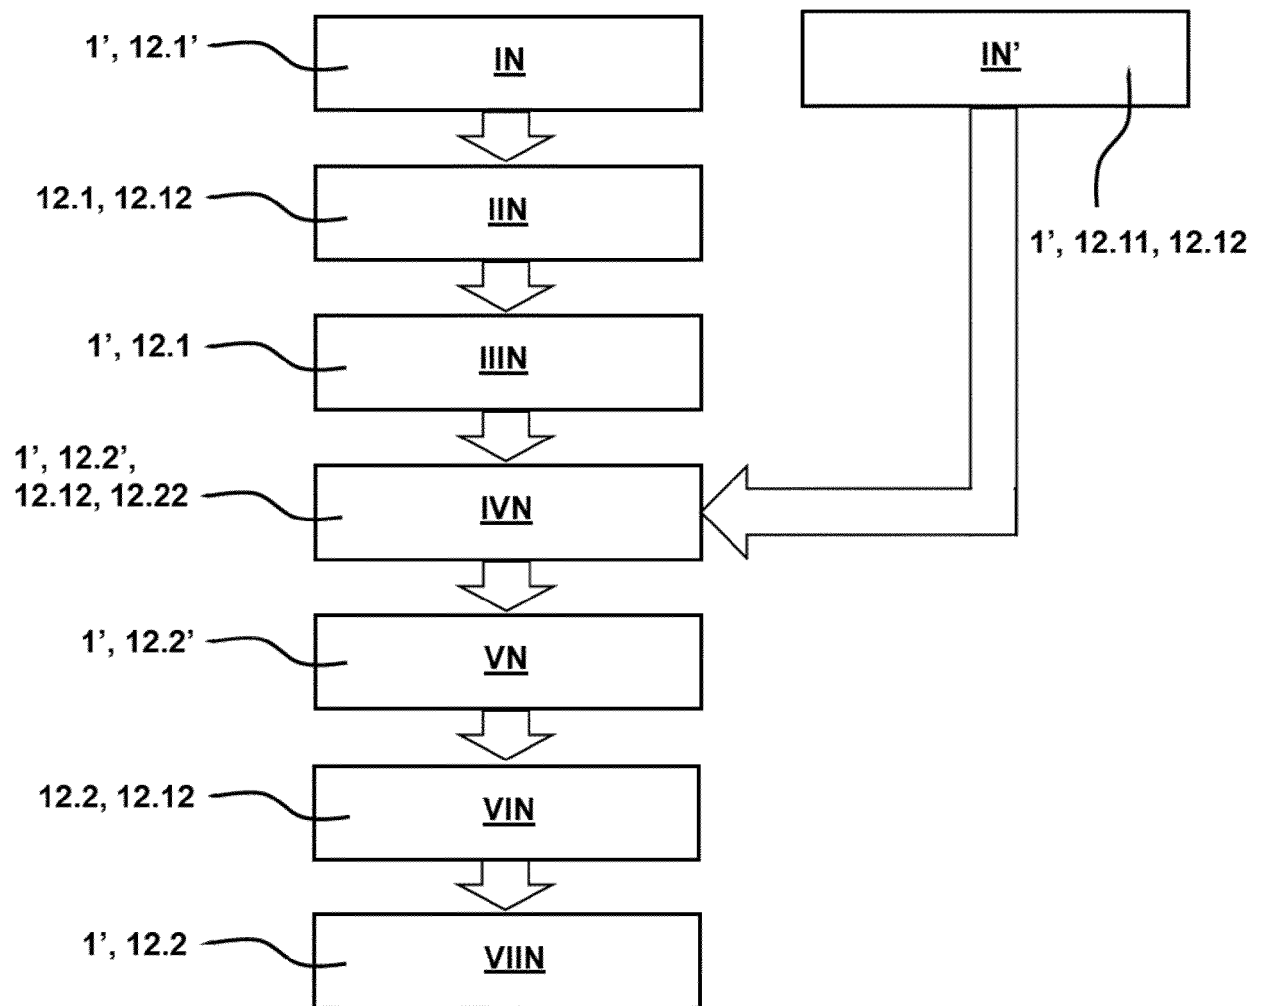 1’, 12.1’
IN
IN’
12.1, 12.12
IIN
1’, 12.11, 12.12
1’, 12.1
IIIN
1’, 12.2’,
12.12, 12.22
IVN
1’, 12.2’
VN
12.2, 12.12
VIN
1’, 12.2
VIIN